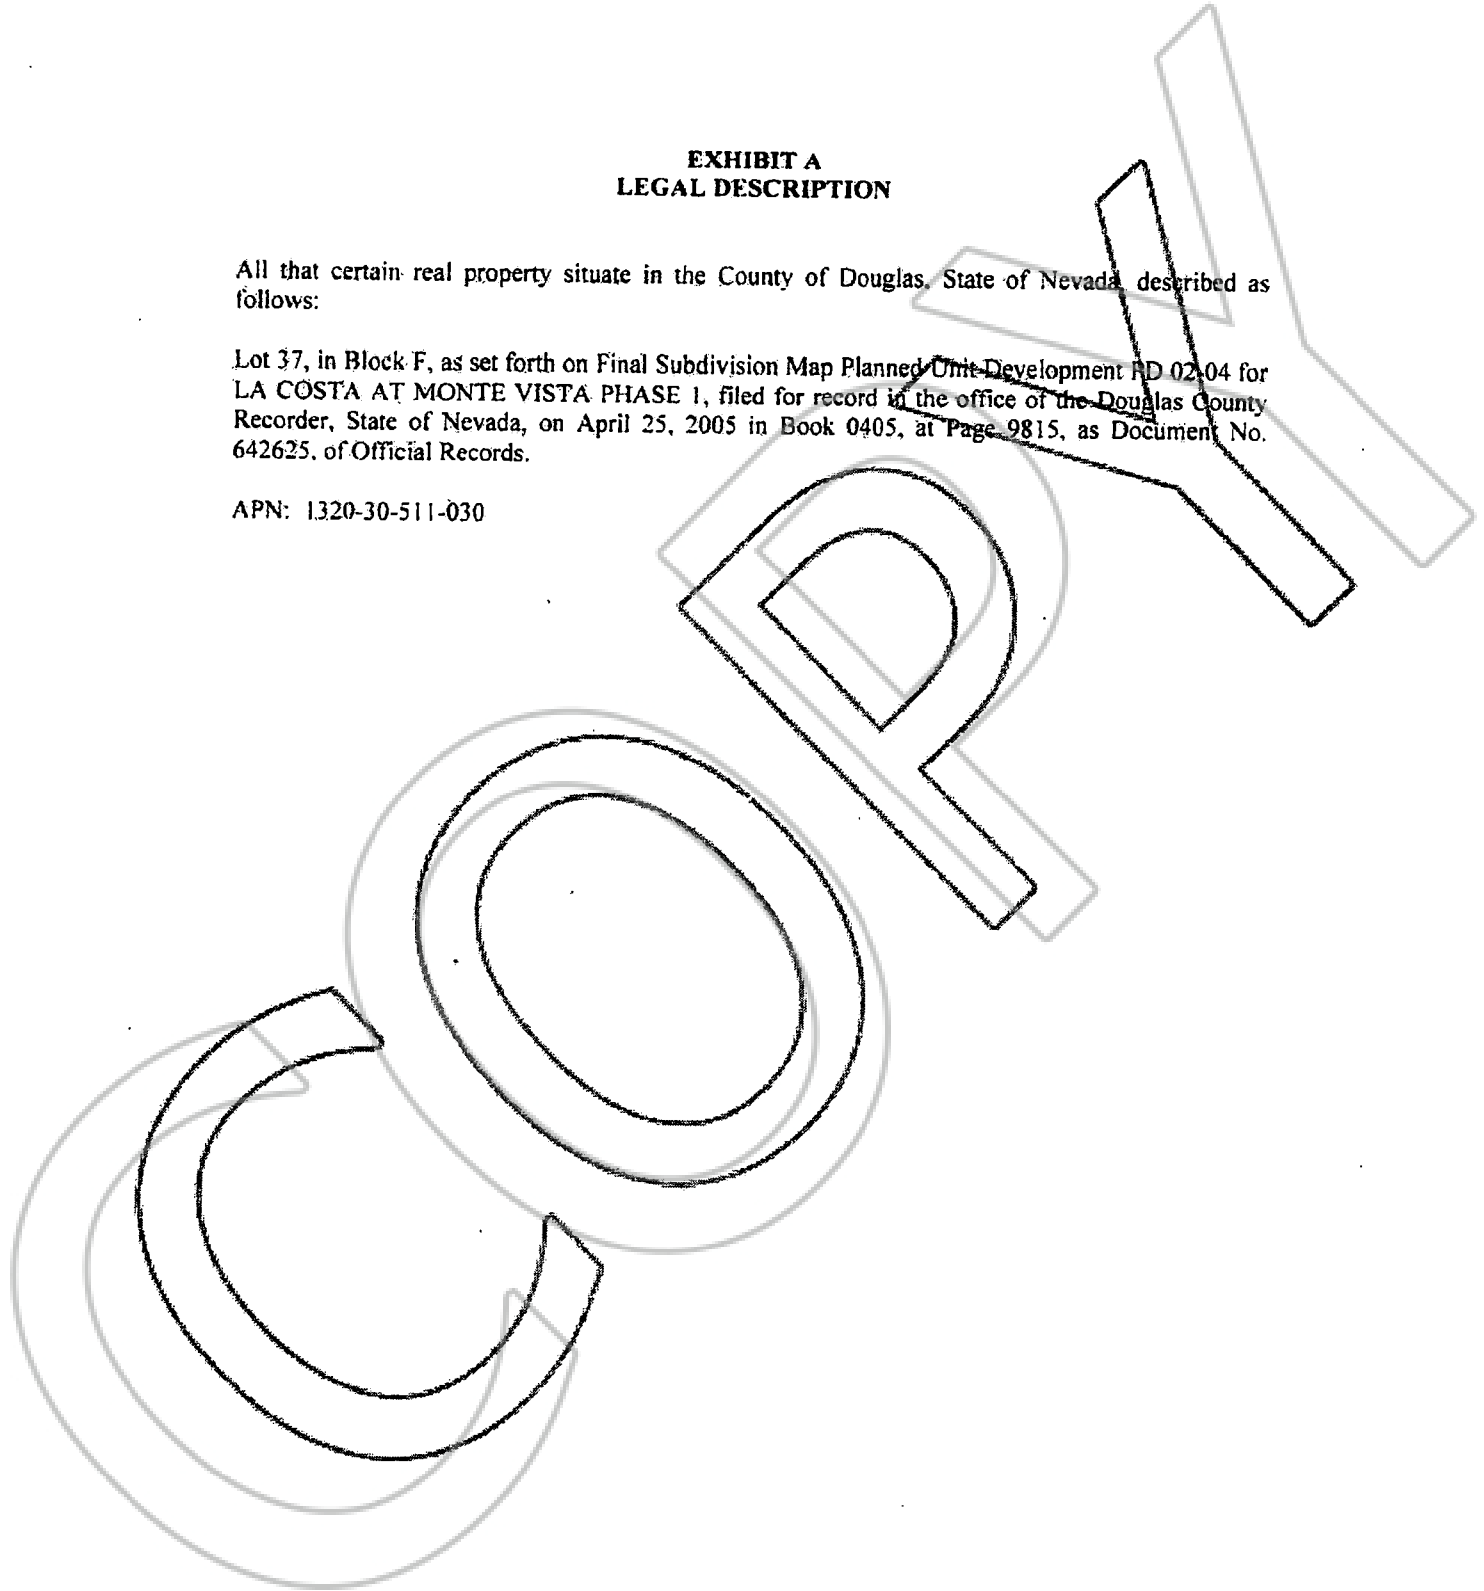 EXHIBIT A
LEGAL DESCRIPTION
All that certain real property situate in the County of Douglas, State of Nevada, described as
follows:
Lot 37, in Block F, as set forth on Final Subdivision Map Planned Unit Development PD 02-04 for
LA COSTA AT MONTE VISTA PHASE 1, filed for record in the office of the Douglas County
Recorder, State of Nevada, on April 25, 2005 in Book 0405, at Page 9815, as Document No.
642625, of Official Records.
APN: 1320-30-511-030
COPY
COPY